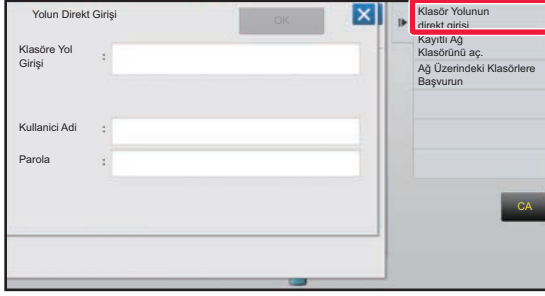 Yolun Direkt Girişi
OK
Klasöre Yol
Girişi
:
Kullanici Adi :
Parola :
Klasör Yolunun
direkt girişi
Kayıtlı Ağ
Klasörünü aç.
Ağ Üzerindeki Klasörlere
Başvurun
CA